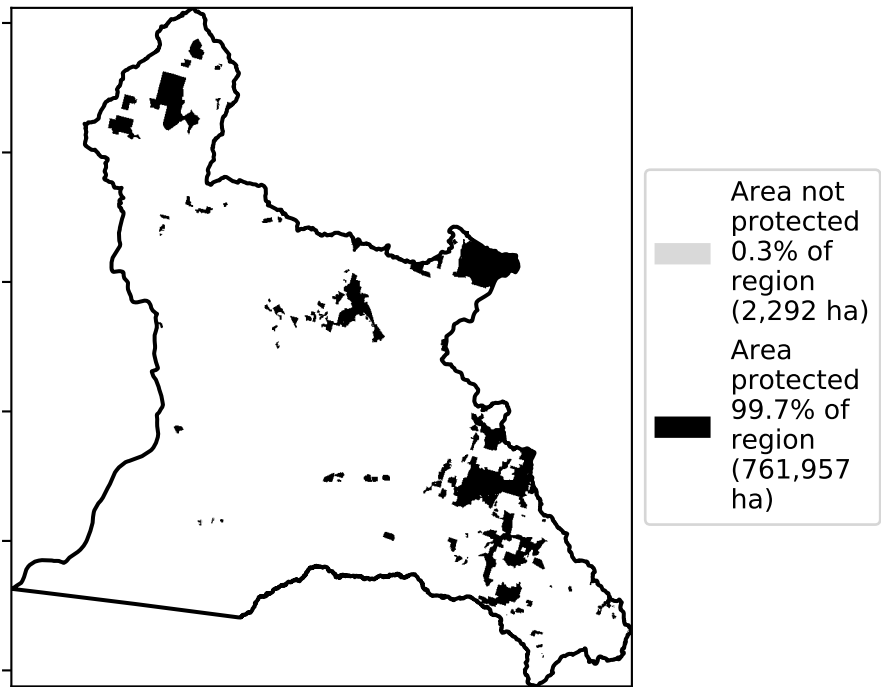 Area not
protected
0.3% of
region
(2,292 ha)
Area
protected
99.7% of
region
(761,957
ha)